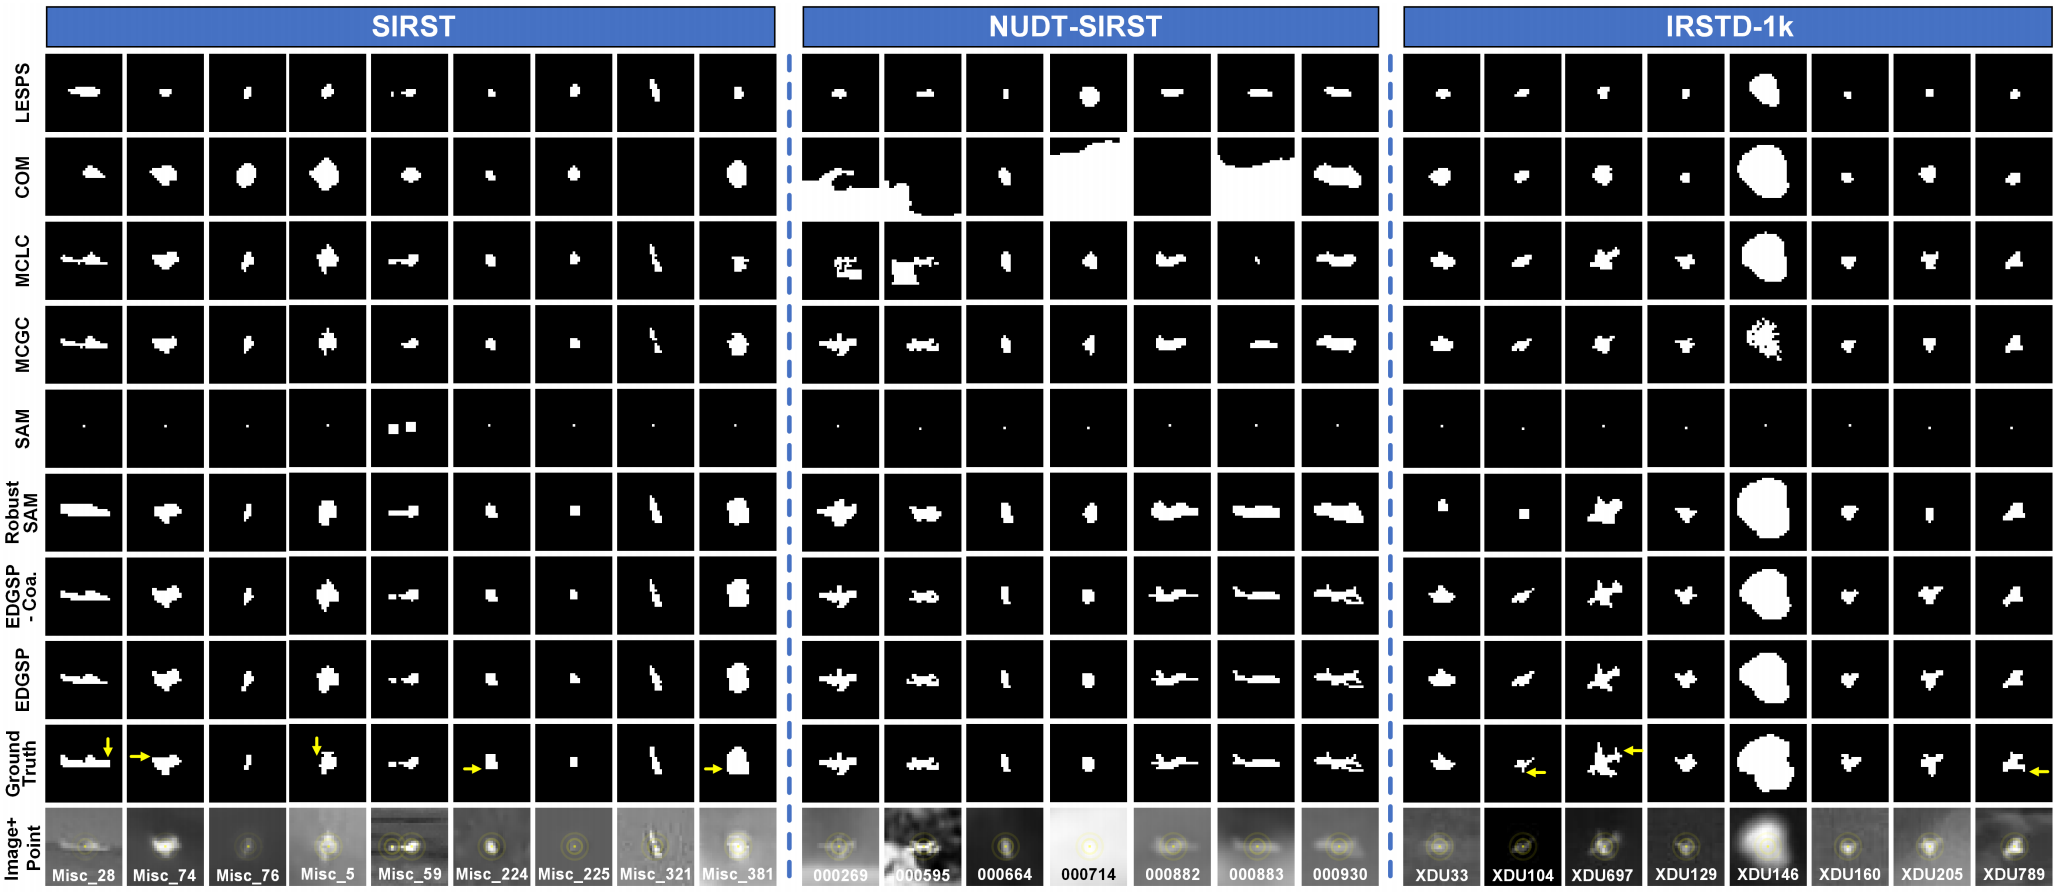 SIRST
NUDT-SIRST
IRSTD-1k
LESPS
COM
MCLC
MCGC
SAM
Robust
SAM
EDGSP
- Coa.
EDGSP
Ground
Truth
Image+
Point
Misc_28
Misc_74
Misc_76
Misc_5
Misc_59
Misc_224
Misc_225
Misc_321
Misc_381
000269
000595
000664
000714
000882
000883
000930
XDU33
XDU104
XDU697
XDU129
XDU146
XDU160
XDU205
XDU789